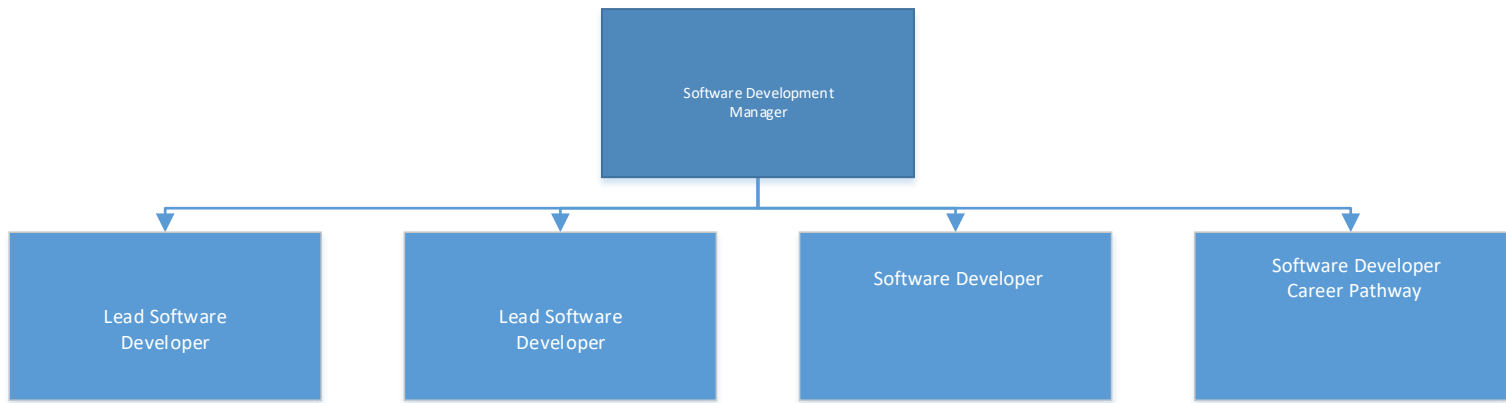 Software Development
Manager
Lead Software
Developer
Lead Software
Developer
Software Developer
Software Developer
Career Pathway